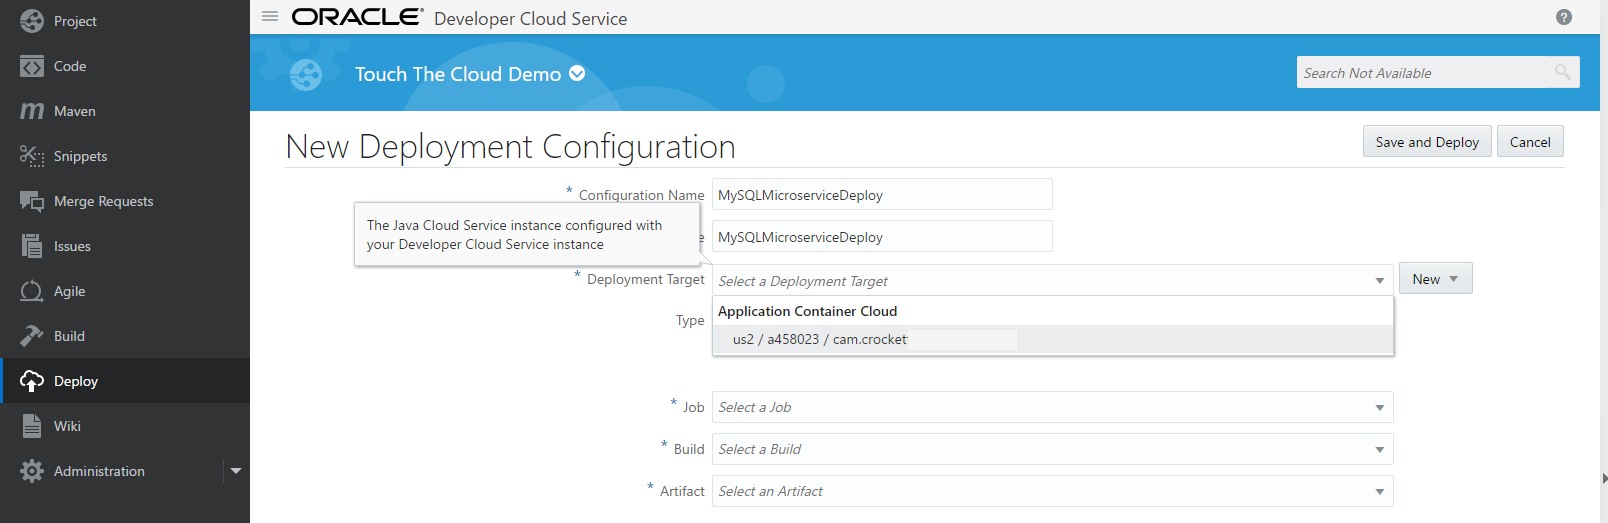 Project
Code
Maven
Snippets
Merge Requests
Issues
Agile
Build
Deploy
Wiki
Administration
ORACLE® Developer Cloud Service
?
Touch The Cloud Demo
Search Not Available
New Deployment Configuration
Save and Deploy
Cancel
* Configuration Name
MySQLMicroserviceDeploy
The Java Cloud Service instance configured with
your Developer Cloud Service instance
MySQLMicroserviceDeploy
* Deployment Target
Select a Deployment Target
New
Application Container Cloud
Type
us2 / a458023 / cam.crocket
* Job
Select a Job
* Build
Select a Build
* Artifact
Select an Artifact